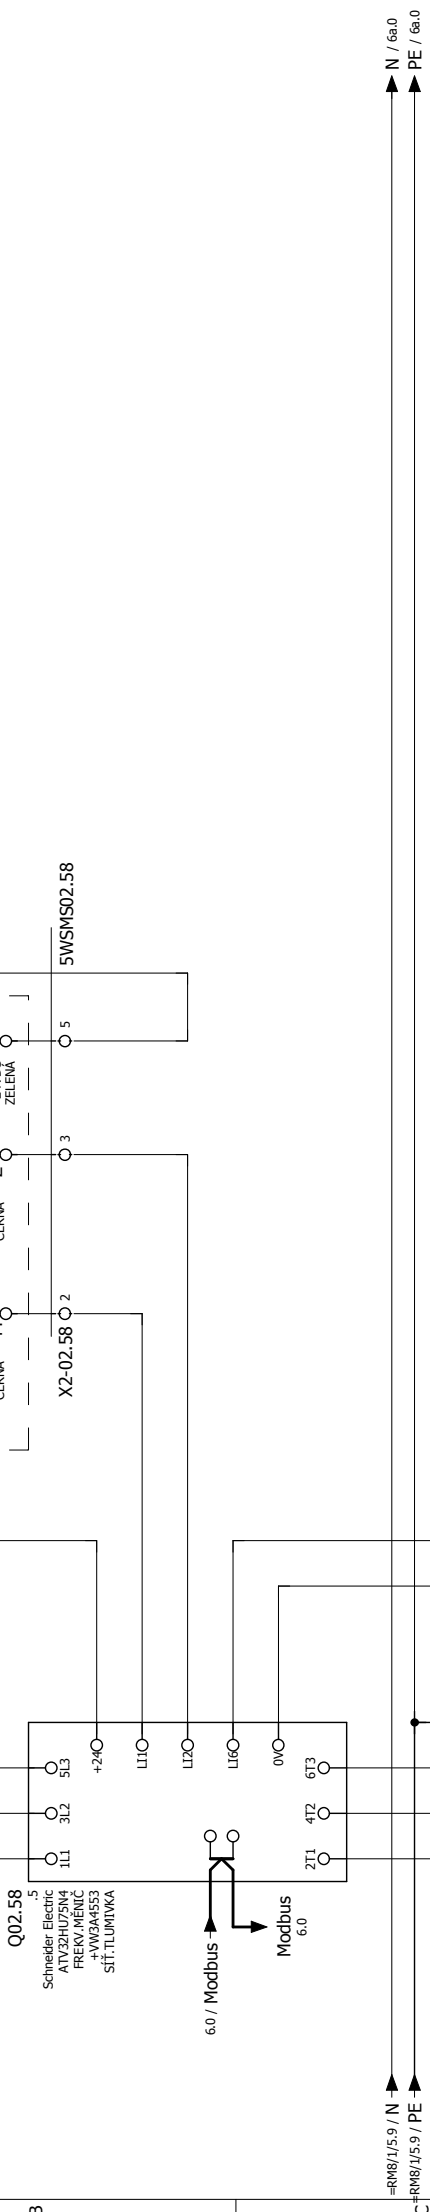 N / 6a.0
PE / 6a.0
5WSMS02.58
5
ZELENÁ
3
2
X2-02.58
5L3
3L2
1L1
+24
LI1
LI2
LI6
0V
6T3
4T2
2T1
Q02.58
.5
Schneider Electric
ATV32HU75N4
FREKV.MĚNIČ
+VW3A4553
SÍŤ.TLUMIVKA
6.0 / Modbus
Modbus
6.0
=RM8/1/5.9 / N
=RM8/1/5.9 / PE